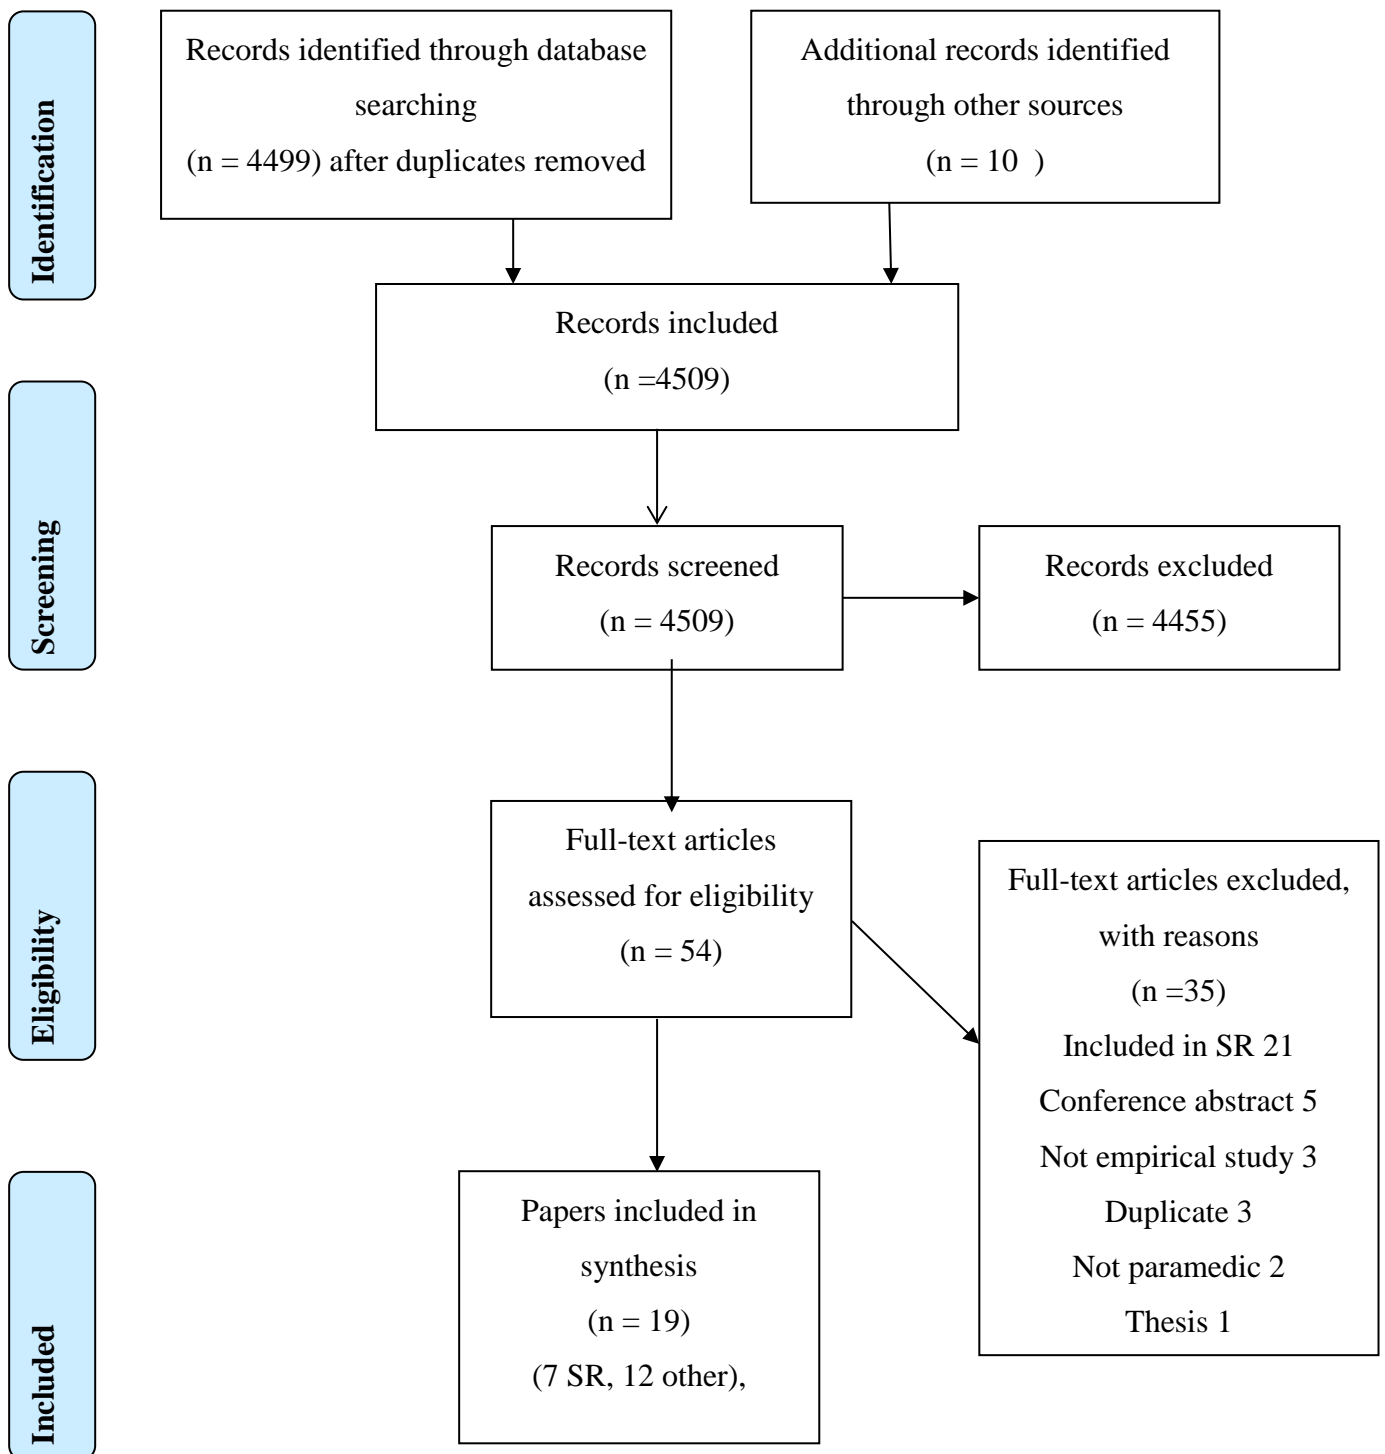 Identification
Records identified through database
searching
(n = 4499) after duplicates removed
Additional records identified
through other sources
(n = 10  )
Records included
(n =4509)
Screening
Records screened
(n = 4509)
Records excluded
(n = 4455)
Eligibility
Full-text articles
assessed for eligibility
(n = 54)
Full-text articles excluded,
with reasons
(n =35)
Included in SR 21
Conference abstract 5
Not empirical study 3
Duplicate 3
Not paramedic 2
Thesis 1
Included
Papers included in
synthesis
(n = 19)
(7 SR, 12 other),